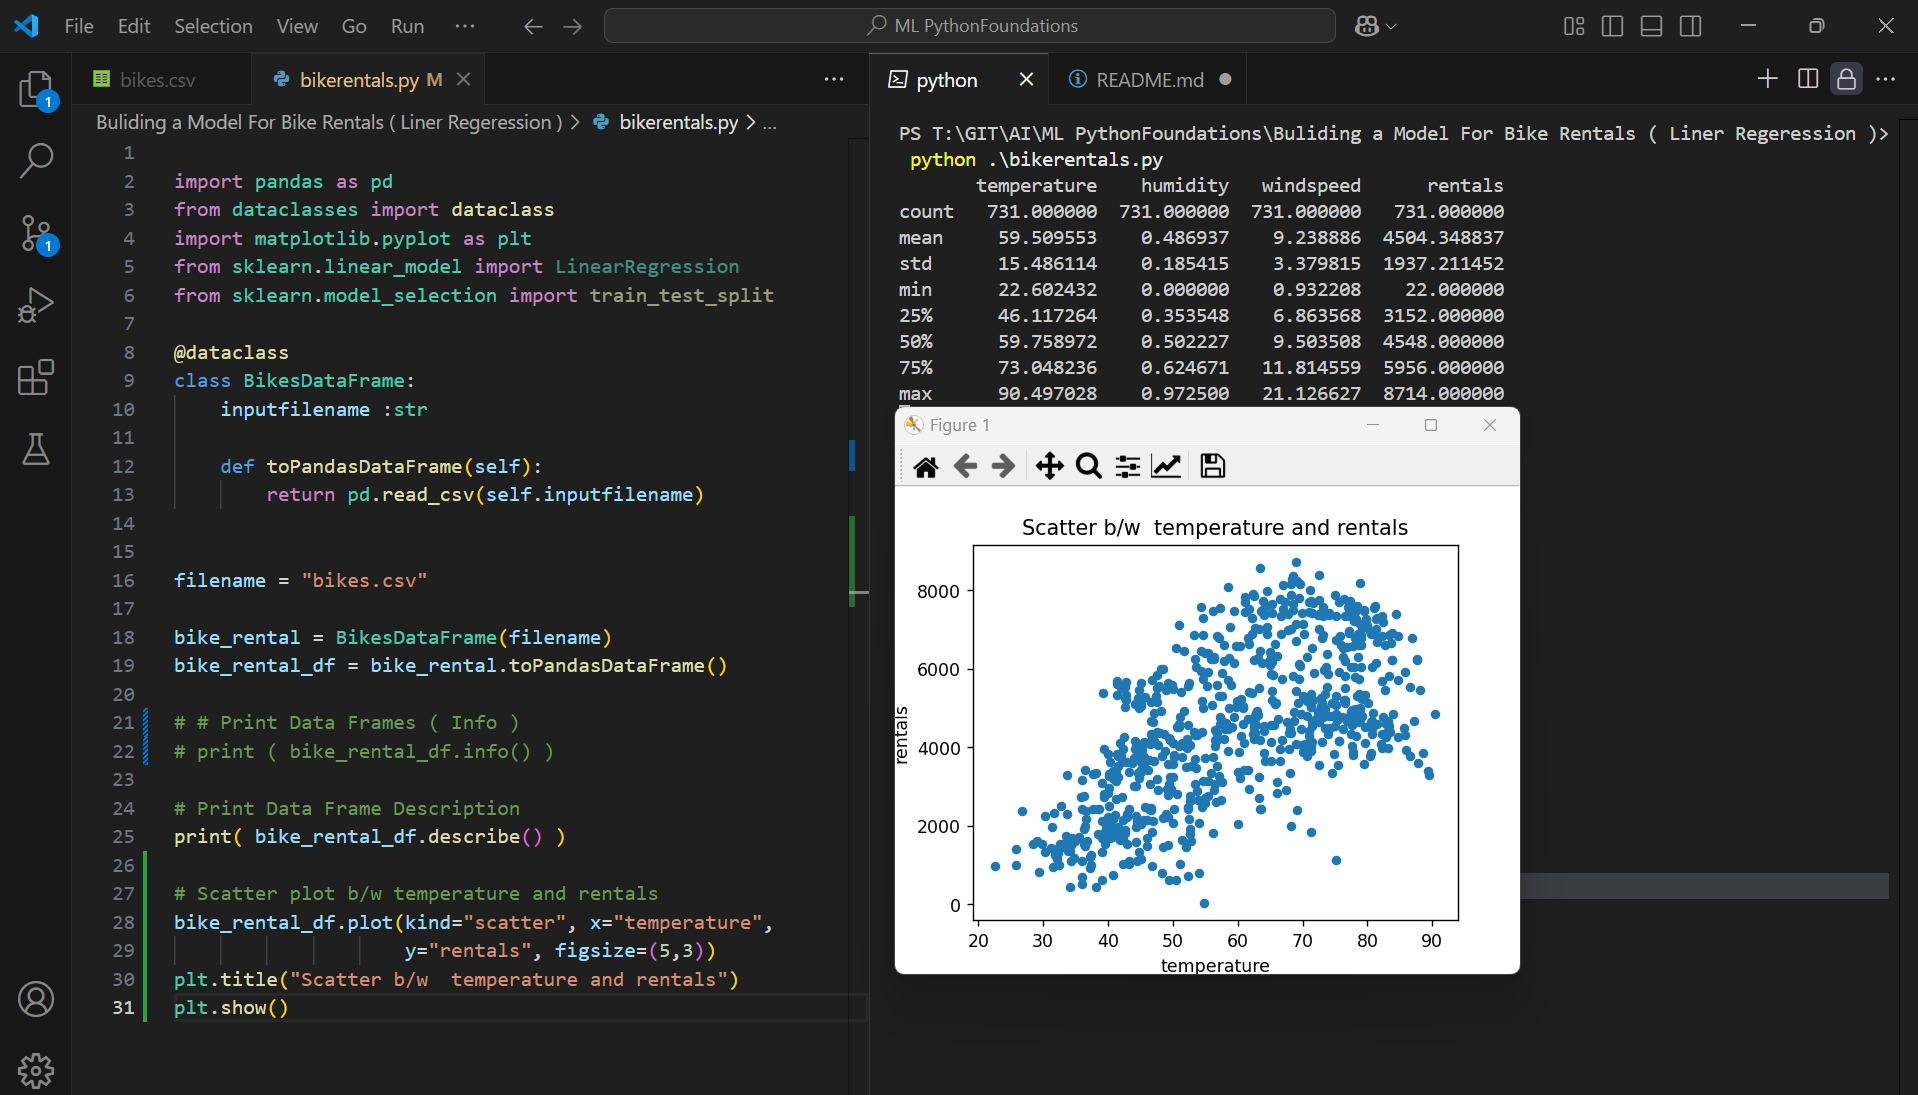 File Edit Selection View Go Run ···
ML PythonFoundations
bikes.csv
bikerentals.py M
python
README.md
1
1
Buliding a Model For Bike Rentals ( Liner Regeression ) > bikerentals.py > ...
1
2 import pandas as pd
3 from dataclasses import dataclass
4 import matplotlib.pyplot as plt
5 from sklearn.linear_model import LinearRegression
6 from sklearn.model_selection import train_test_split
7
8 @dataclass
9 class BikesDataFrame:
10 inputfilename :str
11
12 def toPandasDataFrame(self):
13 return pd.read_csv(self.inputfilename)
14
15
16 filename = "bikes.csv"
17
18 bike_rental = BikesDataFrame(filename)
19 bike_rental_df = bike_rental.toPandasDataFrame()
20
21 # # Print Data Frames ( Info )
22 # print ( bike_rental_df.info() )
23
24 # Print Data Frame Description
25 print( bike_rental_df.describe() )
26
27 # Scatter plot b/w temperature and rentals
28 bike_rental_df.plot(kind="scatter", x="temperature",
29 y="rentals", figsize=(5,3))
30 plt.title("Scatter b/w  temperature and rentals")
31 plt.show()
PS T:\GIT\AI\ML PythonFoundations\Buliding a Model For Bike Rentals ( Liner Regeression )>
python .\bikerentals.py
temperature humidity windspeed rentals
count 731.000000 731.000000 731.000000 731.000000
mean 59.509553 0.486937 9.238886 4504.348837
std 15.486114 0.185415 3.379815 1937.211452
min 22.602432 0.000000 0.932208 22.000000
25% 46.117264 0.353548 6.863568 3152.000000
50% 59.758972 0.502227 9.503508 4548.000000
75% 73.048236 0.624671 11.814559 5956.000000
max 90.497028 0.972500 21.126627 8714.000000
Figure 1
Scatter b/w  temperature and rentals
8000
6000
4000
2000
0
rentals
20 30 40 50 60 70 80 90
temperature